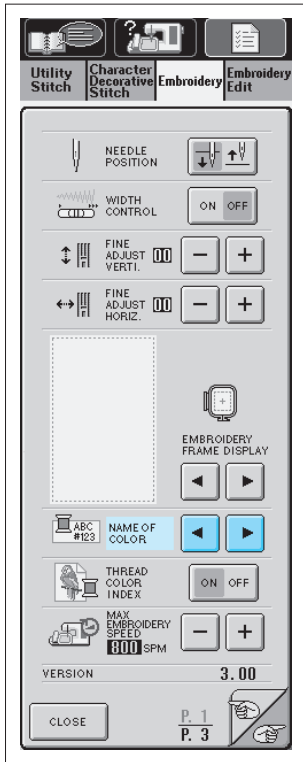 Utility
Stitch
Character
Decorative
Stitch
Embroidery
Embroidery
Edit
NEEDLE
POSITION
WIDTH
CONTROL
ON OFF
FINE
ADJUST 00
VERTI.
- +
FINE
ADJUST 00
HORIZ.
- +
EMBROIDERY
FRAME DISPLAY
ABC
#123
NAME OF
COLOR
THREAD
COLOR
INDEX
ON OFF
MAX
EMBROIDERY
SPEED
800 SPM
- +
VERSION 3.00
CLOSE
P. 1
P. 3